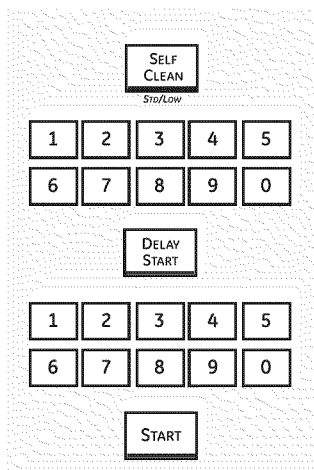 SELF
CLEAN
STD/LOW
1 2 3 4 5
6 7 8 9 0
DELAY
START
1 2 3 4 5
6 7 8 9 0
START